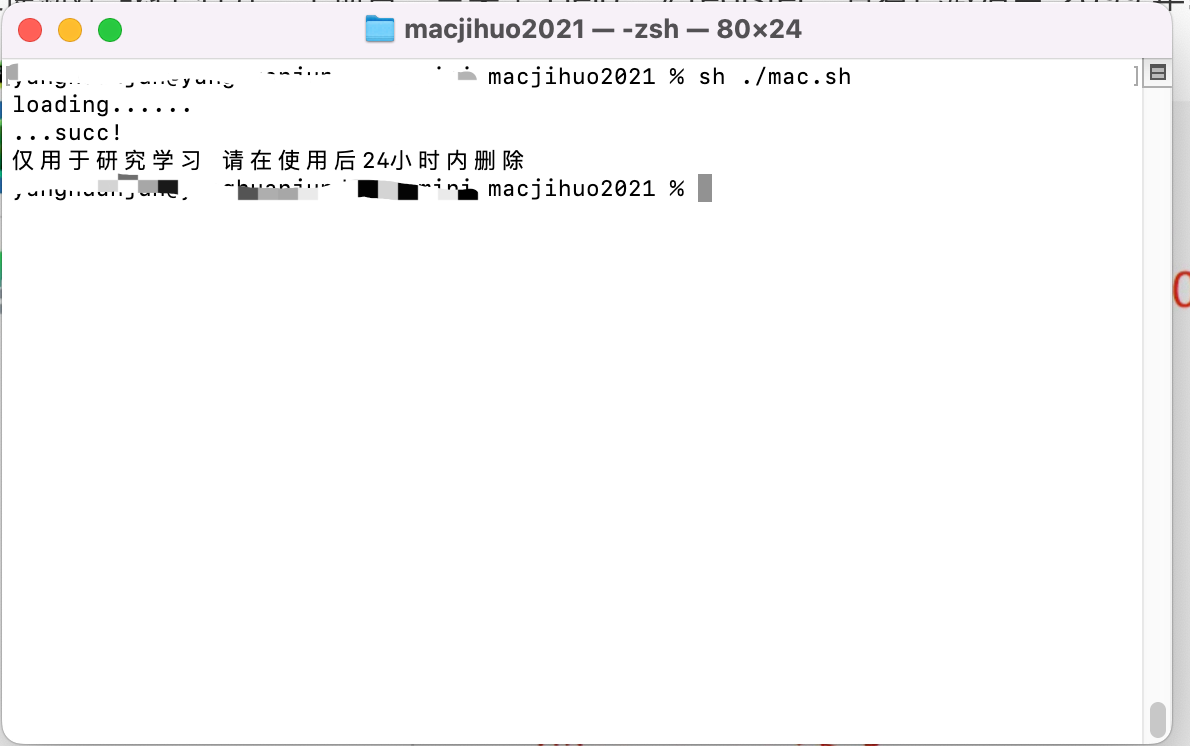 macjihuo2021 — -zsh — 80×24
macjihuo2021 % sh ./mac.sh
loading......
...succ!
仅用于研究学习 请在使用后24小时内删除
macjihuo2021 %